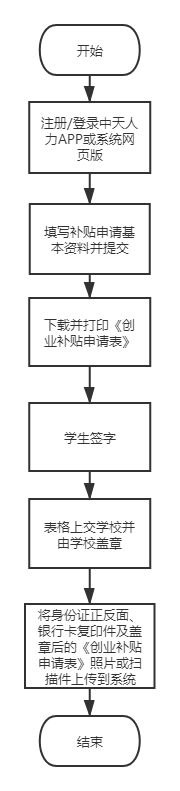 开始
注册/登录中天人
力APP或系统网
页版
填写补贴申请基
本资料并提交
下载并打印《创
业补贴申请表》
学生签字
表格上交学校并
由学校盖章
将身份证正反面、
银行卡复印件及盖
章后的《创业补贴
申请表》照片或扫
描件上传到系统
结束